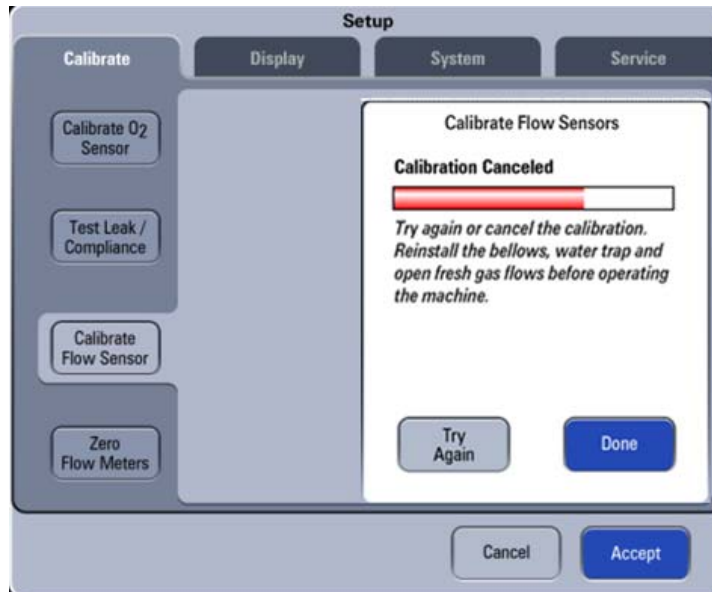 Setup
Calibrate
Display
System
Service
Calibrate O2
Sensor
Test Leak /
Compliance
Calibrate
Flow Sensor
Zero
Flow Meters
Calibrate Flow Sensors
Calibration Canceled
Try again or cancel the calibration.
Reinstall the bellows, water trap and
open fresh gas flows before operating
the machine.
Try
Again
Done
Cancel
Accept